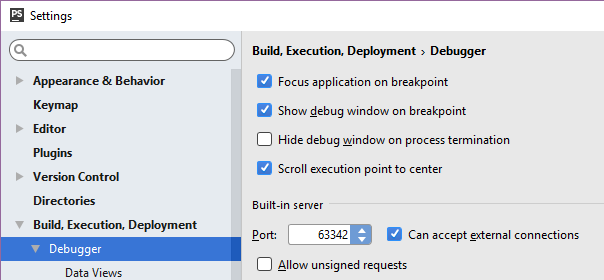 PS Settings
Build, Execution, Deployment › Debugger
Appearance & Behavior
Keymap
Editor
Plugins
Version Control
Directories
Build, Execution, Deployment
Debugger
Data Views
Focus application on breakpoint
Show debug window on breakpoint
Hide debug window on process termination
Scroll execution point to center
Built-in server
Port: 63342 Can accept external connections
Allow unsigned requests